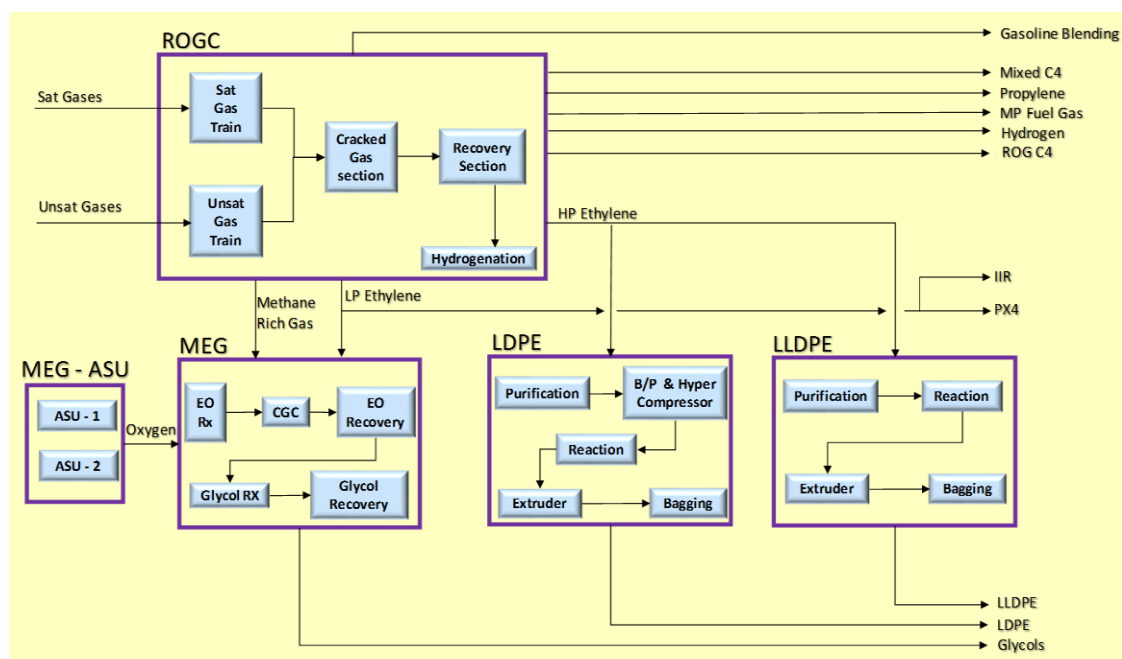 ROGC
Gasoline Blending
Sat Gases
Sat
Gas
Train
Mixed C4
Propylene
MP Fuel Gas
Hydrogen
ROG C4
Cracked
Gas
section
Recovery
Section
Unsat Gases
Unsat
Gas
Train
HP Ethylene
Hydrogenation
IIR
PX4
Methane
Rich Gas
LP Ethylene
MEG
LDPE
LLDPE
MEG - ASU
ASU - 1
ASU - 2
Oxygen
EO
Rx
CGC
EO
Recovery
Glycol RX
Glycol
Recovery
Purification
B/P & Hyper
Compressor
Reaction
Extruder
Bagging
Purification
Reaction
Extruder
Bagging
LLDPE
LDPE
Glycols